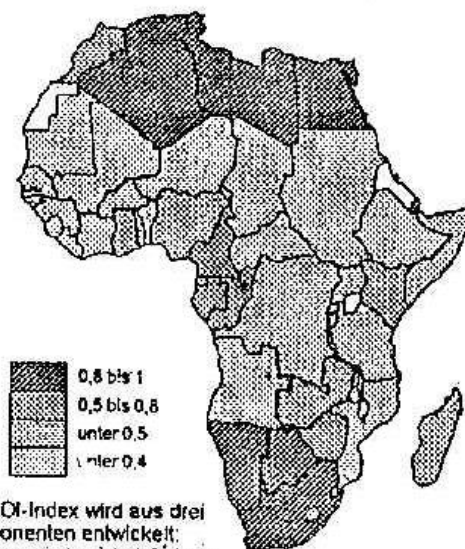 0,8 bis 1
0,5 bis 0,8
unter 0,5
unter 0,4
OI-Index wird aus drei
onenten entwickelt: